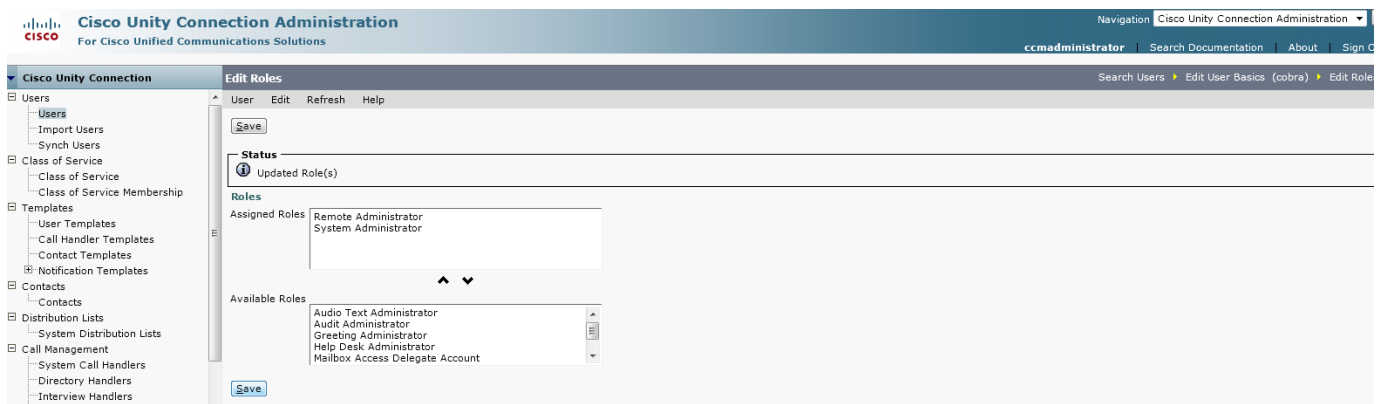 CISCO
Cisco Unity Connection Administration
For Cisco Unified Communications Solutions
Navigation Cisco Unity Connection Administration
ccmadministrator | Search Documentation | About | Sign
Cisco Unity Connection
Users
Users
Import Users
Synch Users
Class of Service
Class of Service
Class of Service Membership
Templates
User Templates
Call Handler Templates
Contact Templates
Notification Templates
Contacts
Contacts
Distribution Lists
System Distribution Lists
Call Management
System Call Handlers
Directory Handlers
Interview Handlers
Edit Roles
Search Users Edit User Basics (cobra) Edit Role
User Edit Refresh Help
Save
Status
Updated Role(s)
Roles
Assigned Roles
Remote Administrator
System Administrator
Available Roles
Audio Text Administrator
Audit Administrator
Greeting Administrator
Help Desk Administrator
Mailbox Access Delegate Account
Save